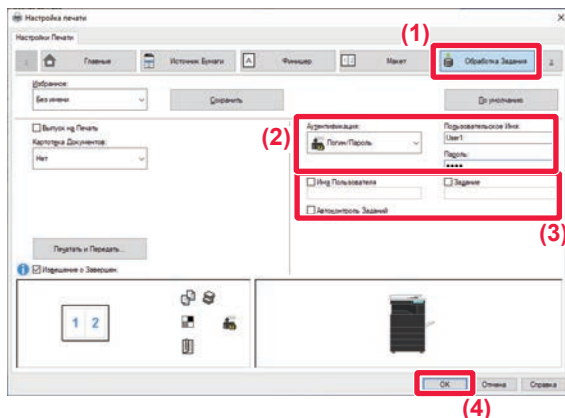 Настройка печати
Настройки Печати
(1)
Главные
Источник Бумаги
Финишер
Макет
Обработка Задания
Избранное:
Без имени
Сохранить
По умолчанию
Выпуск на Печать
Картотека Документов:
Нет
(2)
Аутентификация:
Логин/Пароль
Пользовательское Имя:
User1
Пароль:
••••
Имя Пользователя
Задание
Автоконтроль Заданий
(3)
Печатать и Передать...
Извещение о Завершен.
1 2
OK
Отмена
Справка
(4)